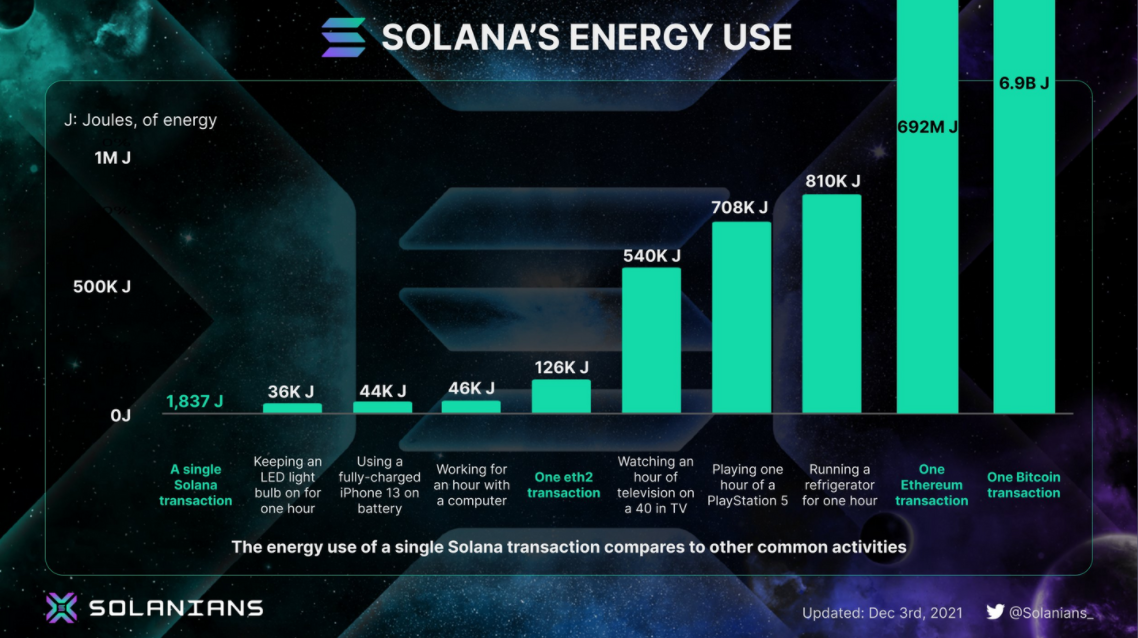 SOLANA'S ENERGY USE
J: Joules, of energy
1M J
500K J
0J
1,837 J
36K J
44K J
46K J
126K J
540K J
708K J
810K J
692M J
6.9B J
A single
Solana
transaction
Keeping an
LED light
bulb on for
one hour
Using a
fully-charged
iPhone 13 on
battery
Working for
an hour with
a computer
One eth2
transaction
Watching an
hour of
television on
a 40 in TV
Playing one
hour of a
PlayStation 5
Running a
refrigerator
for one hour
One
Ethereum
transaction
One Bitcoin
transaction
The energy use of a single Solana transaction compares to other common activities
SOLANIANS
Updated: Dec 3rd, 2021
@Solanians_